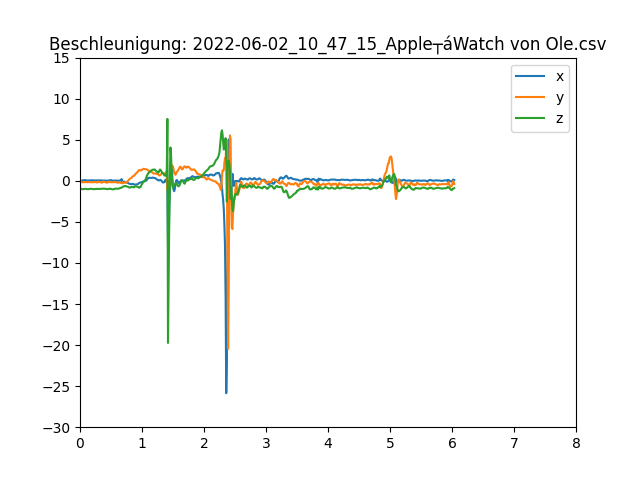 Beschleunigung: 2022-06-02_10_47_15_Apple┬áWatch von Ole.csv
15
10
5
0
−5
−10
−15
−20
−25
−30
0 1 2 3 4 5 6 7 8
x
y
z